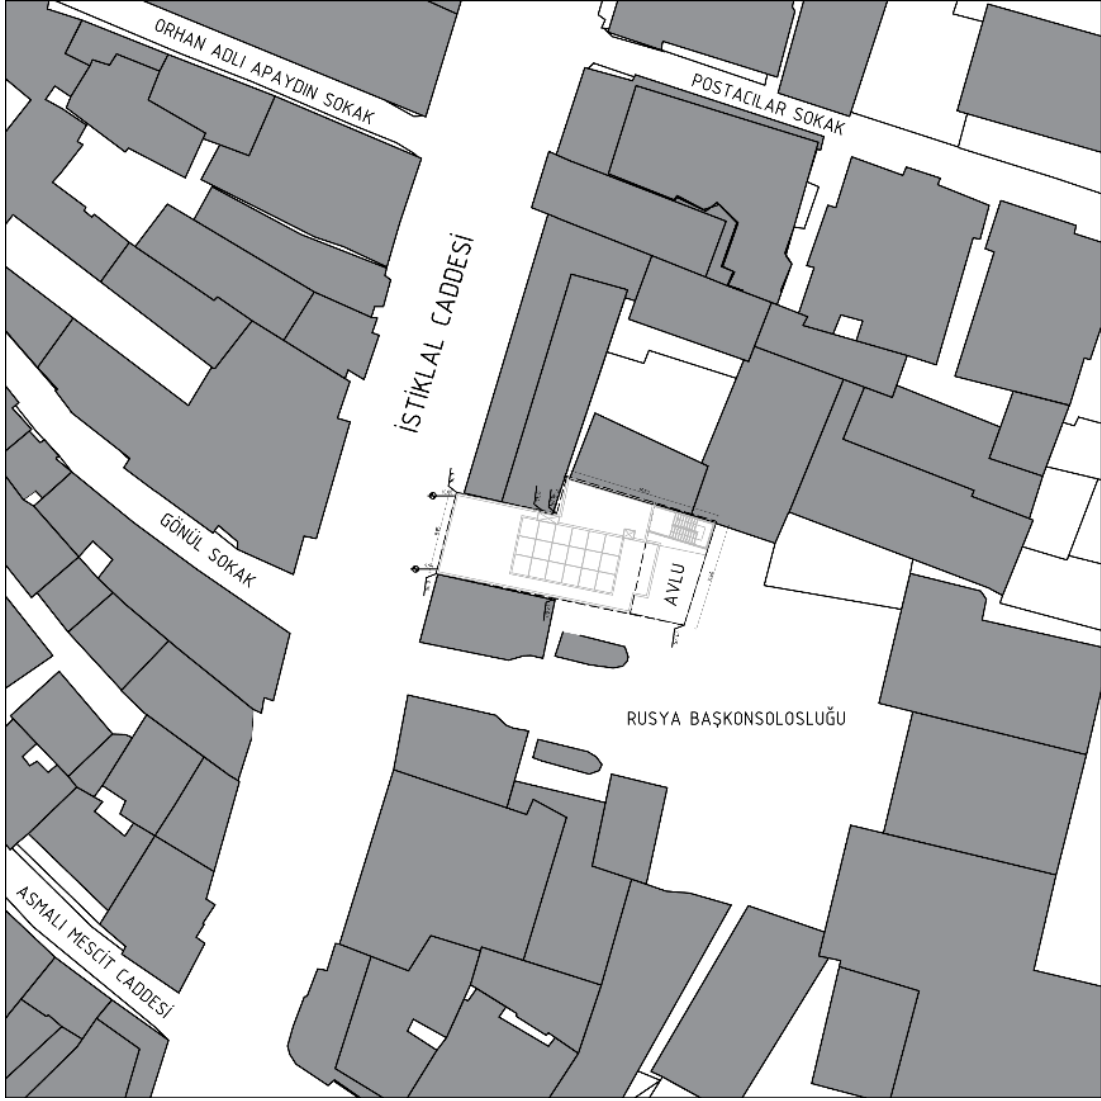 ORHAN ADLI APAYDIN SOKAK
POSTACILAR SOKAK
İSTİKLAL CADDESİ
GÖNÜL SOKAK
AVLU
RUSYA BAŞKONSOLOSLUĞU
ASMALI MESCİT CADDESİ